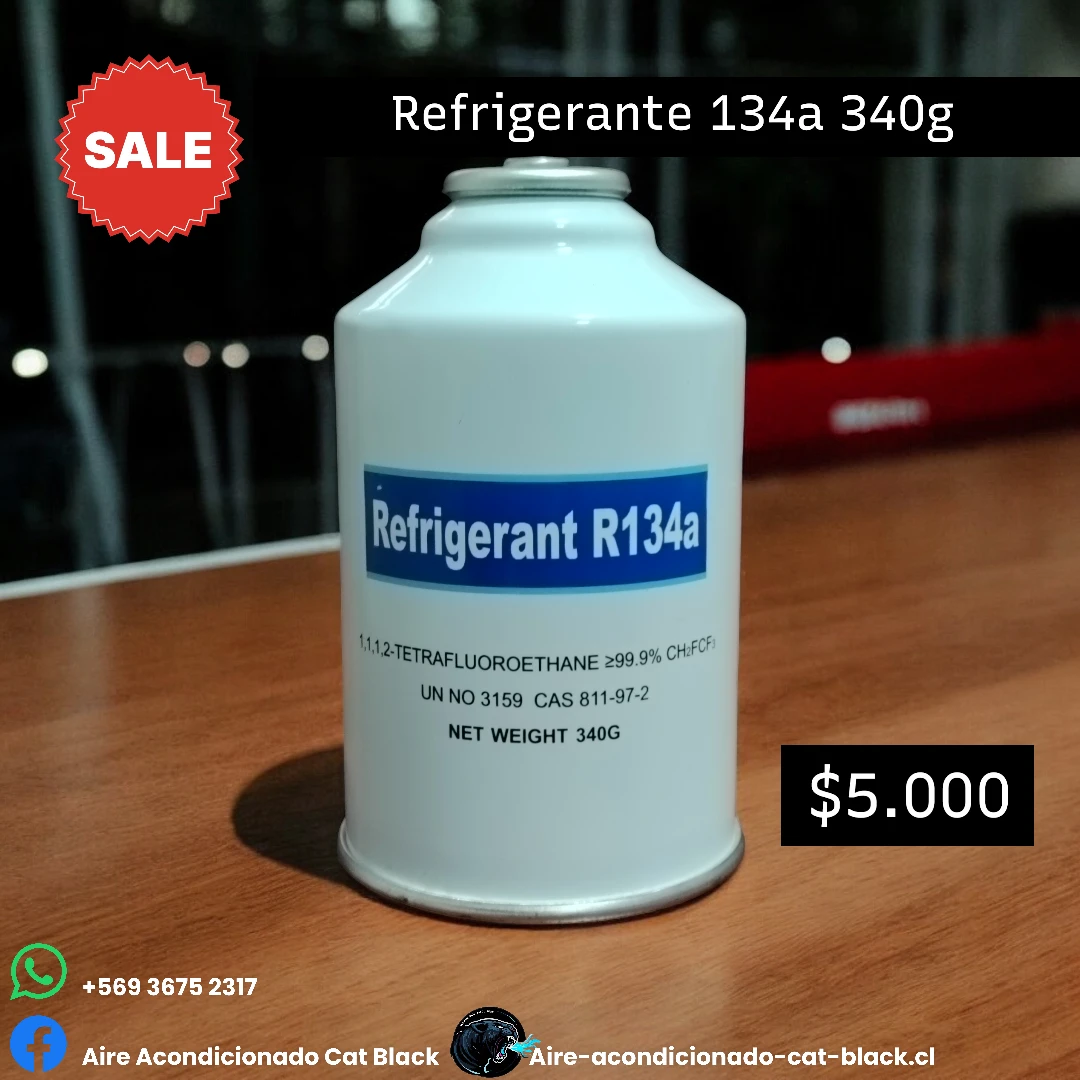 SALE
Refrigerante 134a 340g
Refrigerant R134a
1,1,1,2-TETRAFLUOROETHANE ≥99.9% CH₂FCF₃
UN NO 3159 CAS 811-97-2
NET WEIGHT 340G
$5.000
+569 3675 2317
Aire Acondicionado Cat Black
Aire-acondicionado-cat-black.cl